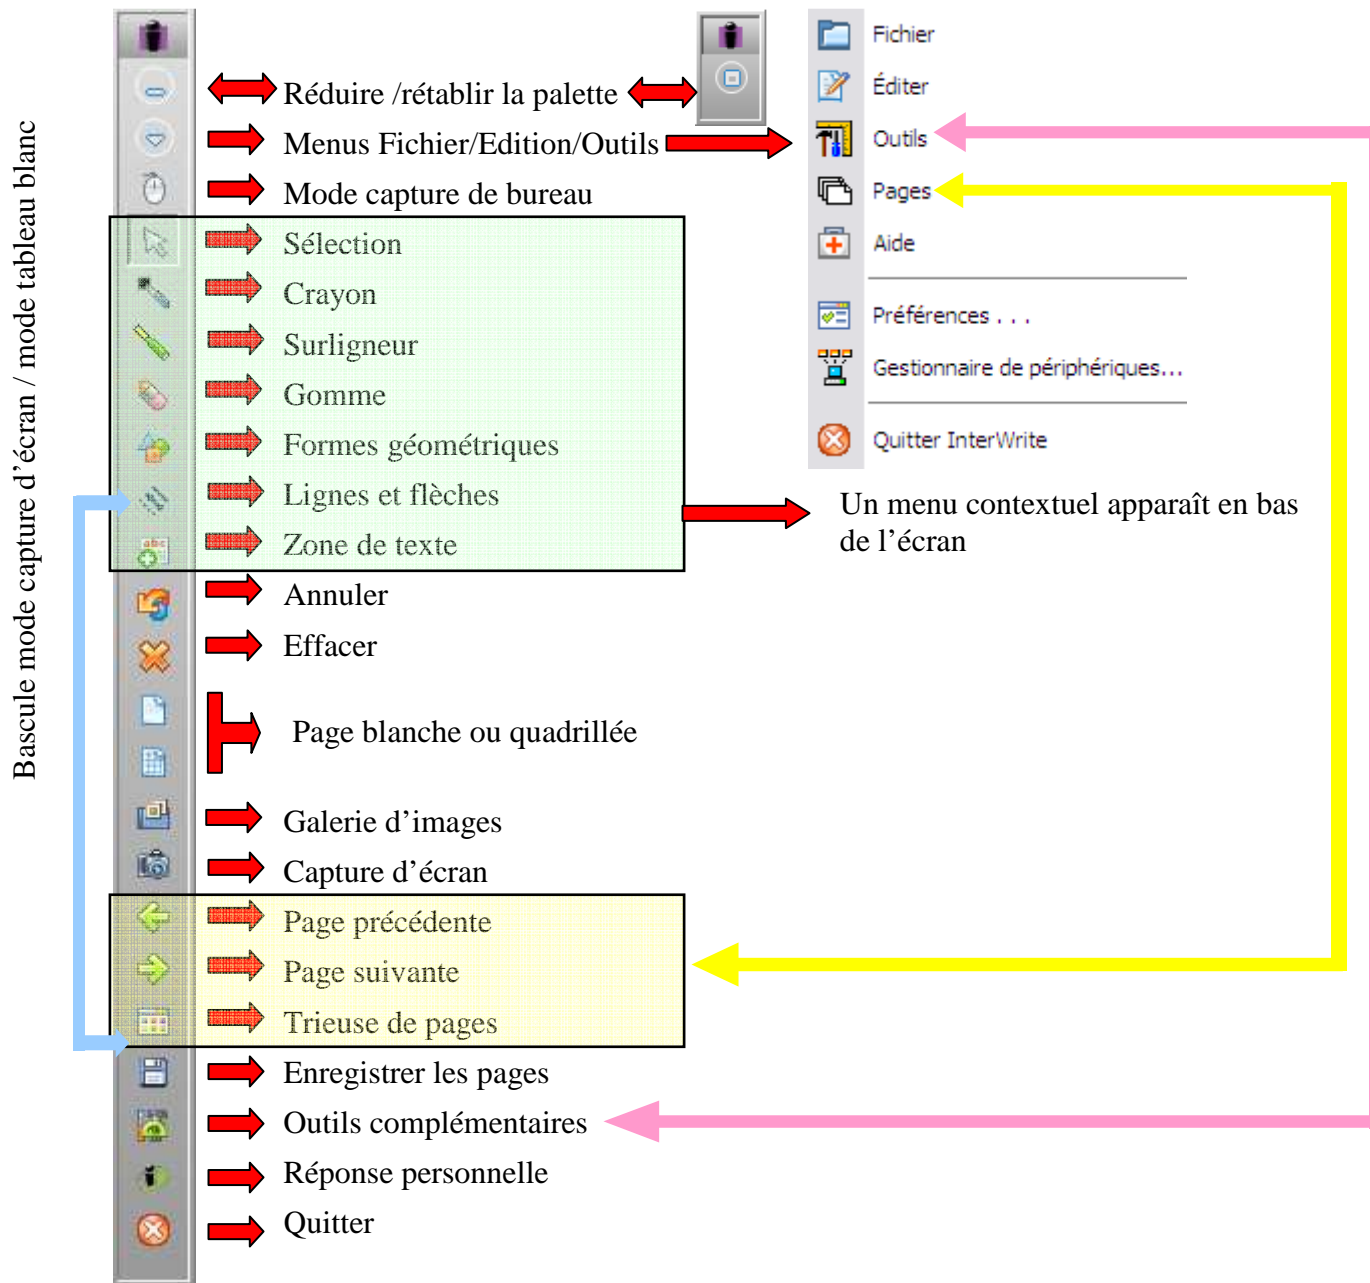 Bascule mode capture d’écran / mode tableau blanc
Réduire /rétablir la palette
Menus Fichier/Edition/Outils
Mode capture de bureau
Sélection
Crayon
Surligneur
Gomme
Formes géométriques
Lignes et flèches
Zone de texte
Annuler
Effacer
Page blanche ou quadrillée
Galerie d’images
Capture d’écran
Page précédente
Page suivante
Trieuse de pages
Enregistrer les pages
Outils complémentaires
Réponse personnelle
Quitter
Fichier
Éditer
Outils
Pages
Aide
Préférences . . .
Gestionnaire de périphériques...
Quitter InterWrite
Un menu contextuel apparaît en bas
de l’écran
abc